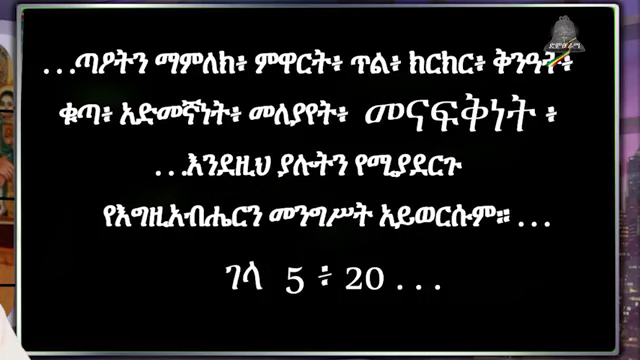 ...ጣዖትን ማምለክ፥ ምዋርት፥ ጥል፥ ክርክር፥ ቅንዓት፥
ቁጣ፥ አድመኛነት፥ መለያየት፥ መናፍቅነት ፥
...እንደዚህ ያሉትን የሚያደርጉ
የእግዚአብሔርን መንግሥት አይወርሱም። ...
ገላ 5 ፥ 20 ...